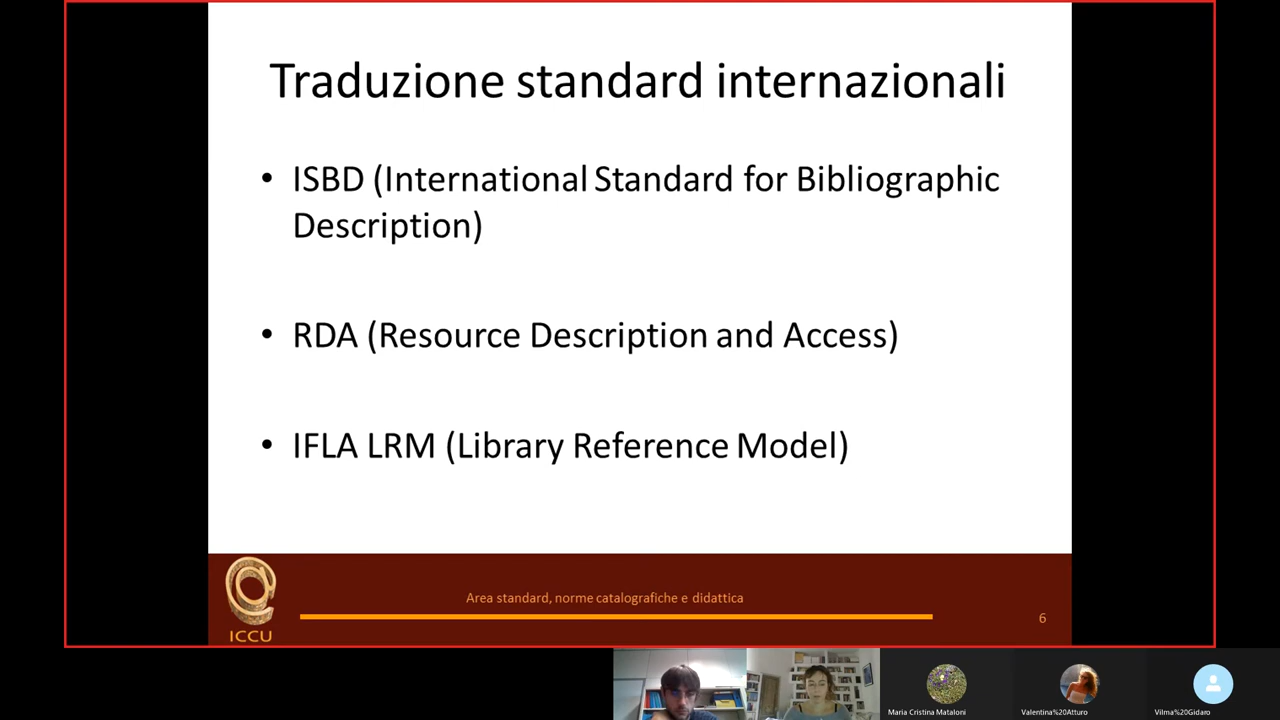 Traduzione standard internazionali
• ISBD (International Standard for Bibliographic
Description)
• RDA (Resource Description and Access)
• IFLA LRM (Library Reference Model)
ICCU
Area standard, norme catalografiche e didattica
6
Maria Cristina Mataloni
Valentina%20Atturo
Vilma%20Gidaro